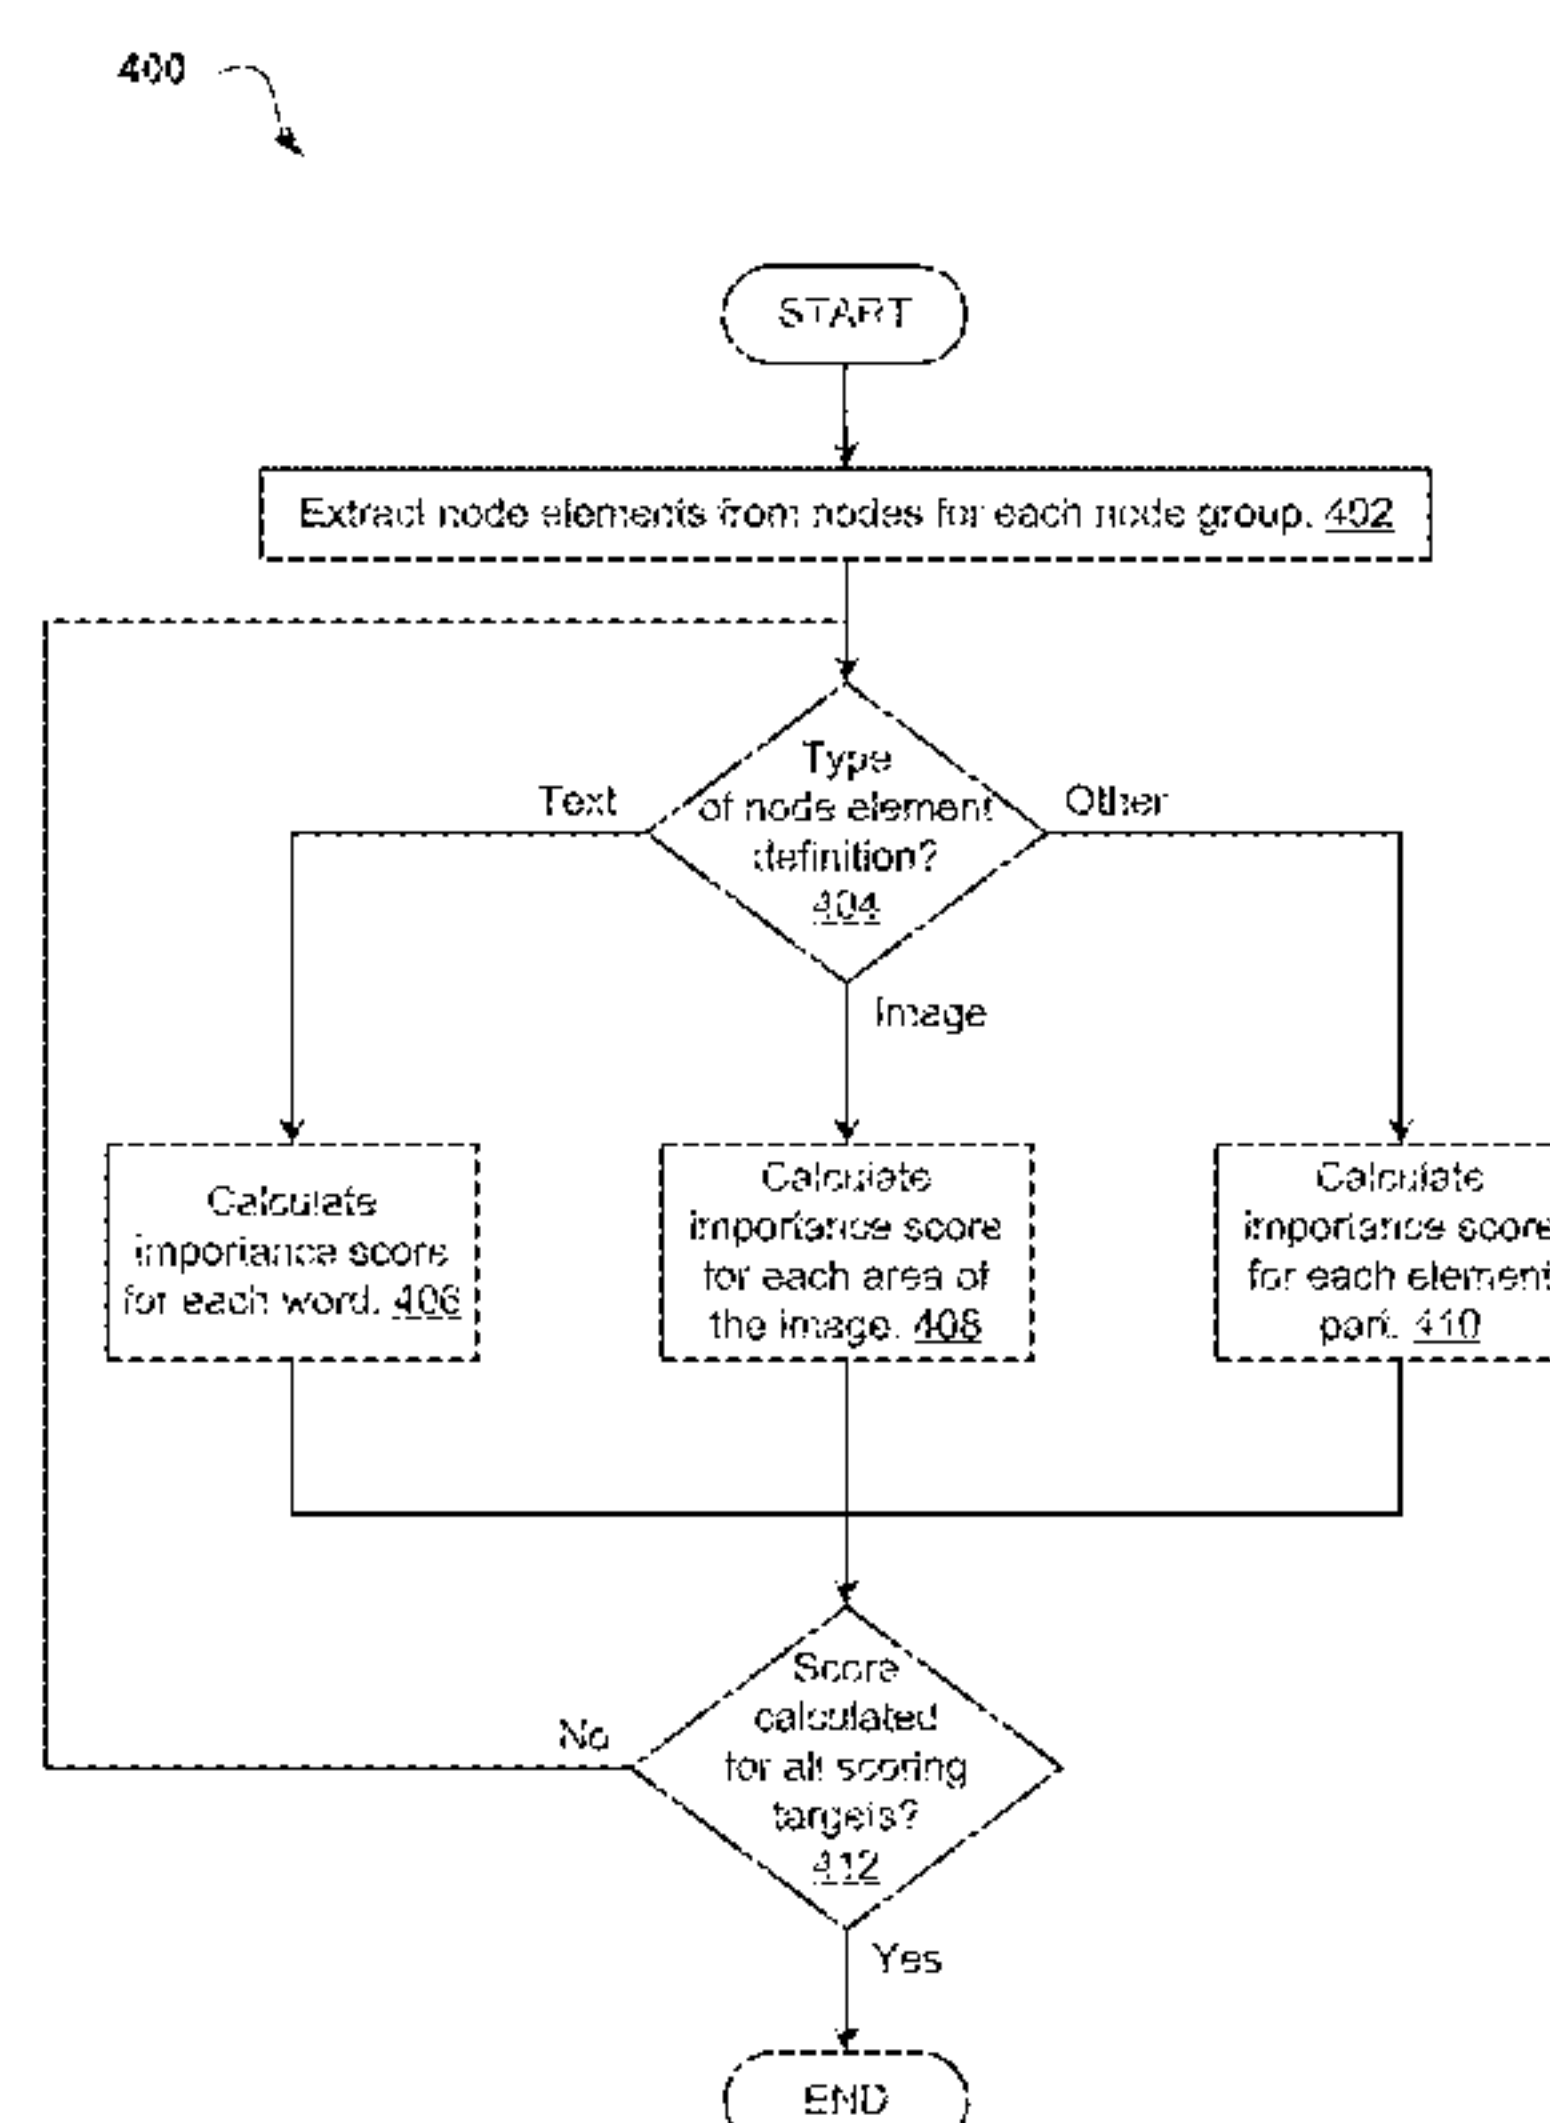 400
START
Extract node elements from nodes for each node group. 402
Type
of node element
definition?
404
Text
Other
Image
Calculate
importance score
for each word. 406
Calculate
importance score
for each area of
the image. 408
Calculate
importance score
for each element
part. 410
Score
calculated
for all scoring
targets?
412
No
Yes
END